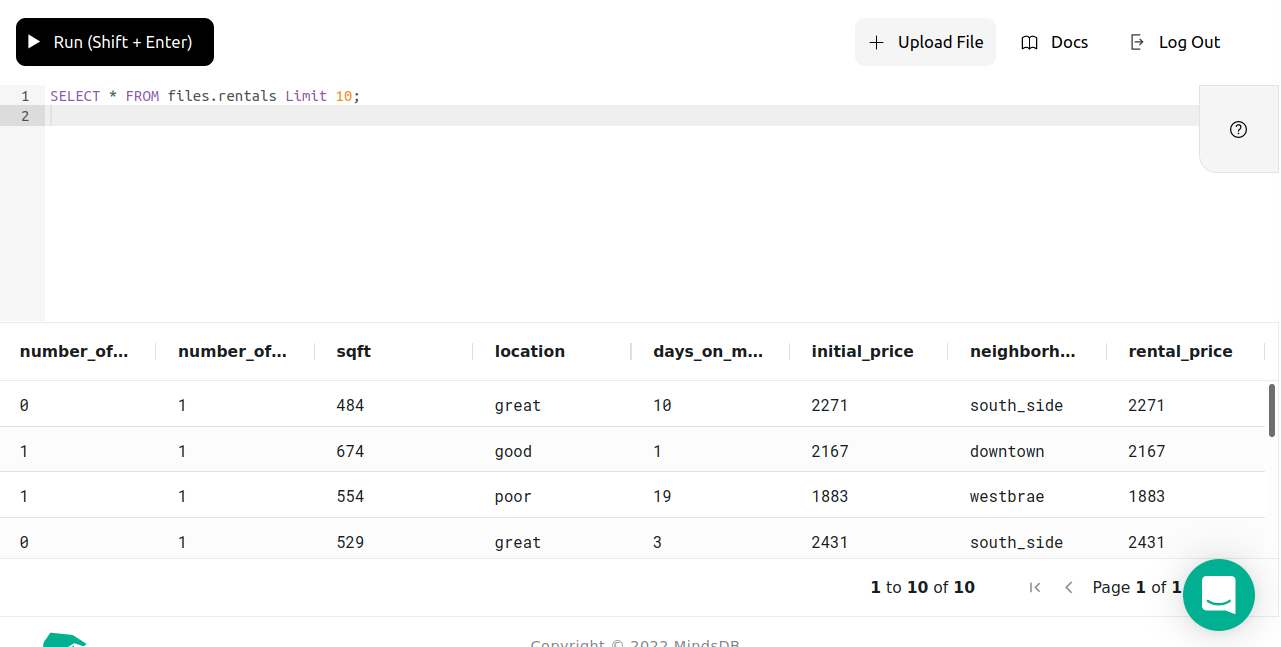 Run (Shift + Enter)
Upload File
Docs
Log Out
1 SELECT * FROM files.rentals Limit 10;
2
number_of... number_of... sqft location days_on_m... initial_price neighborh... rental_price
0 1 484 great 10 2271 south_side 2271
1 1 674 good 1 2167 downtown 2167
1 1 554 poor 19 1883 westbrae 1883
0 1 529 great 3 2431 south_side 2431
1 to 10 of 10 Page 1 of 1
Copyright © 2022 MindsDB